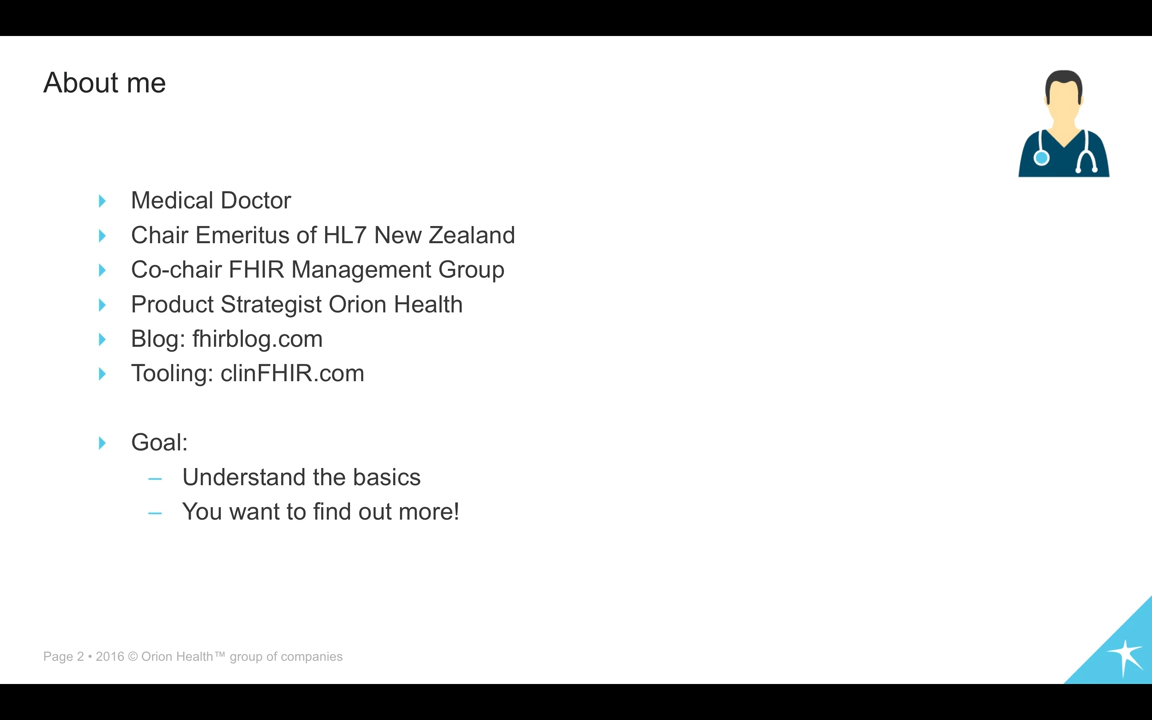 About me
Medical Doctor
Chair Emeritus of HL7 New Zealand
Co-chair FHIR Management Group
Product Strategist Orion Health
Blog: fhirblog.com
Tooling: clinFHIR.com
Goal:
– Understand the basics
– You want to find out more!
Page 2 • 2016 © Orion Health™ group of companies